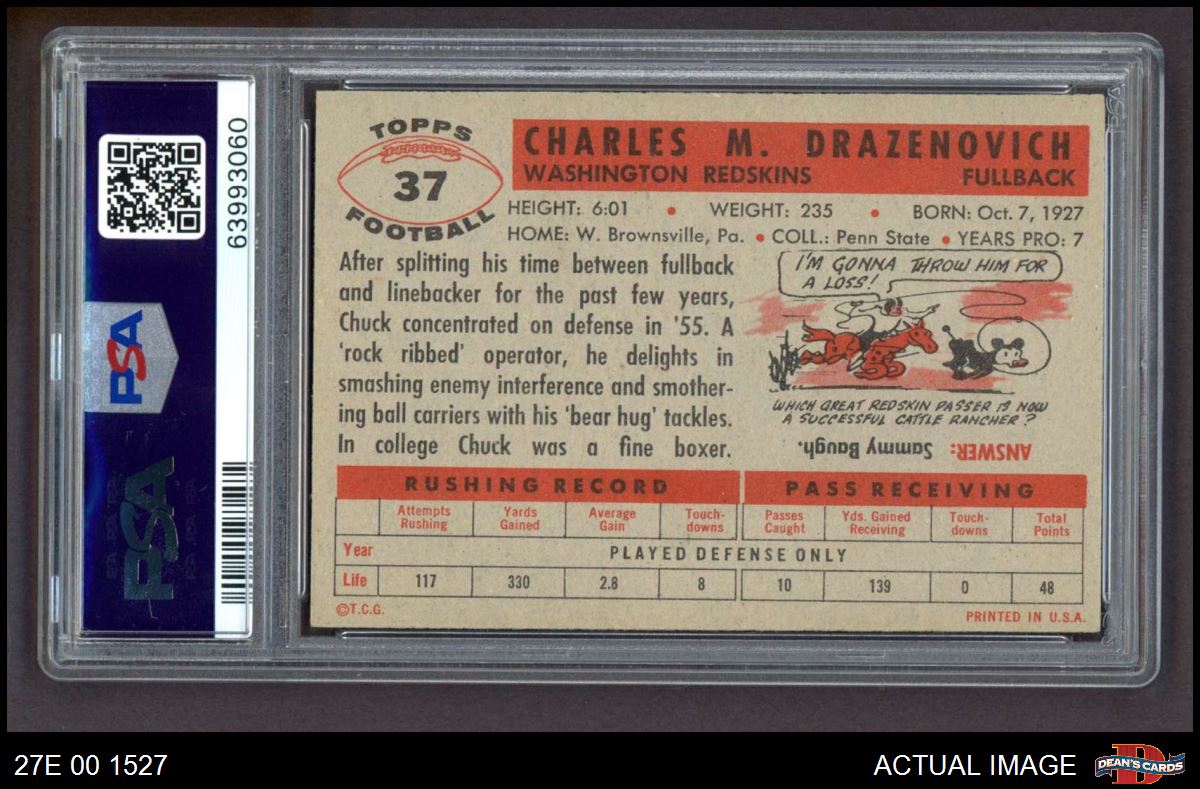 63993060
PSA
PSA
TOPPS
37
FOOTBALL
CHARLES M. DRAZENOVICH
WASHINGTON REDSKINS FULLBACK
HEIGHT: 6:01 • WEIGHT: 235 • BORN: Oct. 7, 1927
HOME: W. Brownsville, Pa. • COLL.: Penn State • YEARS PRO: 7
After splitting his time between fullback
and linebacker for the past few years,
Chuck concentrated on defense in '55. A
'rock ribbed' operator, he delights in
smashing enemy interference and smother-
ing ball carriers with his 'bear hug' tackles.
In college Chuck was a fine boxer.
I'M GONNA THROW HIM FOR
A LOSS!
WHICH GREAT REDSKIN PASSER IS NOW
A SUCCESSFUL CATTLE RANCHER?
ANSWER: Sammy Baugh.
RUSHING RECORD PASS RECEIVING
Attempts Rushing Yards Gained Average Gain Touch-downs Passes Caught Yds. Gained Receiving Touch-downs Total Points
Year PLAYED DEFENSE ONLY
Life 117 330 2.8 8 10 139 0 48
©T.C.G. PRINTED IN U.S.A.
27E 00 1527 ACTUAL IMAGE DEAN'S CARDS